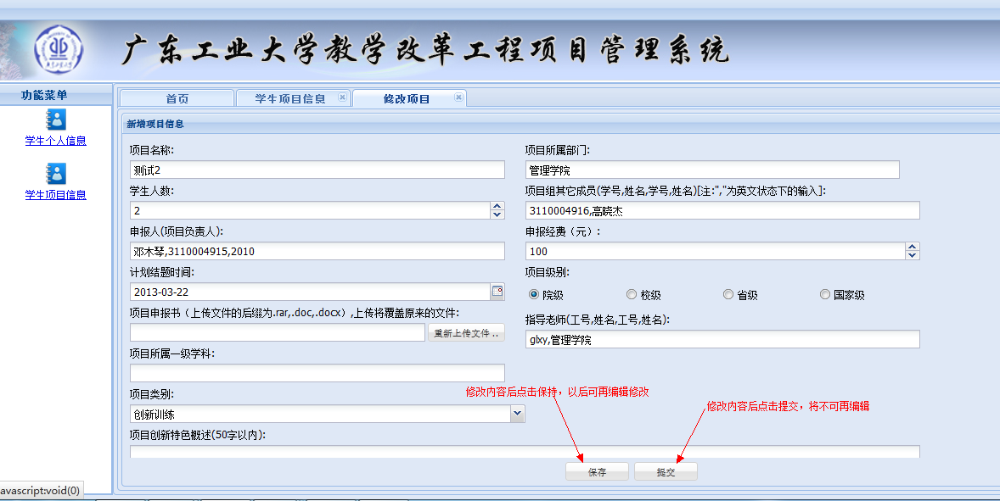 广东工业大学教学改革工程项目管理系统
功能菜单
学生个人信息
学生项目信息
首页 学生项目信息 修改项目
新增项目信息
项目名称: 项目所属部门:
测试2 管理学院
学生人数: 项目组其它成员(学号,姓名,学号,姓名)[注:","为英文状态下的输入]:
2 3110004916,高晓杰
申报人(项目负责人): 申报经费（元）:
邓木琴,3110004915,2010 100
计划结题时间: 项目级别:
2013-03-22 院级 校级 省级 国家级
项目申报书（上传文件的后缀为.rar,.doc,.docx）,上传将覆盖原来的文件: 指导老师(工号,姓名,工号,姓名):
重新上传文件 .. glxy,管理学院
项目所属一级学科:
项目类别: 修改内容后点击保持，以后可再编辑修改
创新训练 修改内容后点击提交，将不可再编辑
项目创新特色概述(50字以内):
保存 提交
avascript:void(0)